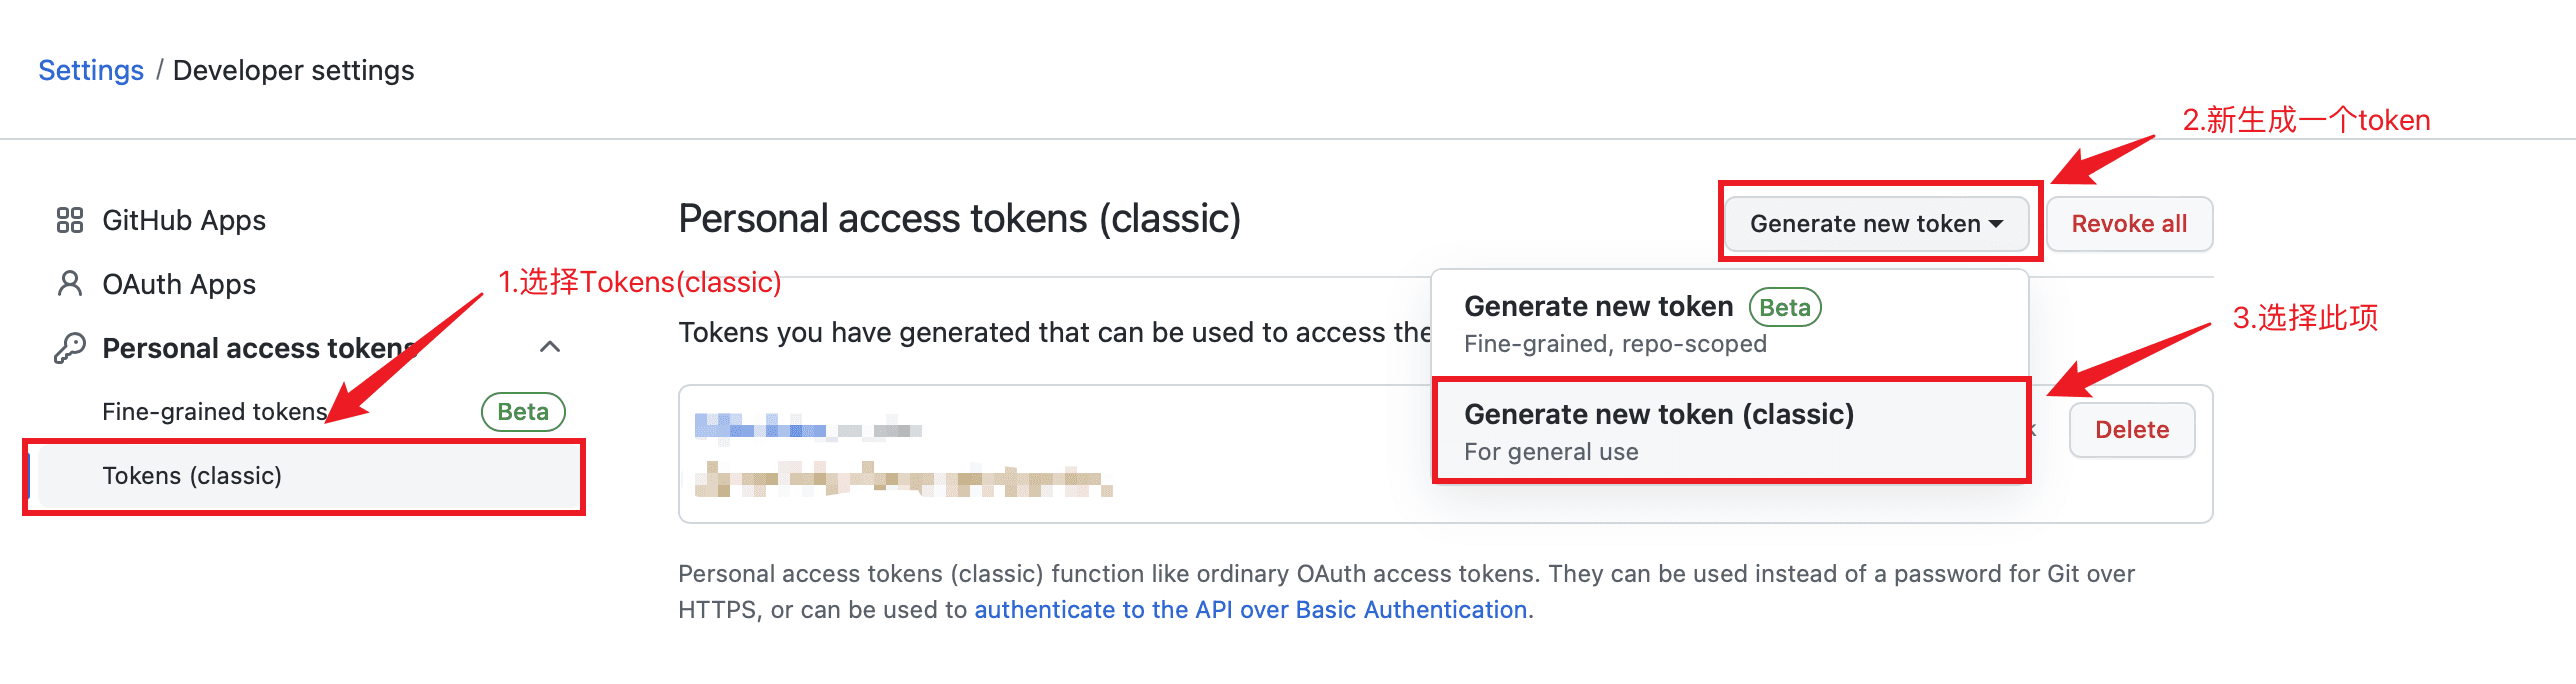 Settings / Developer settings
2.新生成一个token
GitHub Apps
OAuth Apps
Personal access tokens
Fine-grained tokens Beta
Tokens (classic)
1.选择Tokens(classic)
Personal access tokens (classic)
Generate new token
Revoke all
Tokens you have generated that can be used to access the
Generate new token Beta
Fine-grained, repo-scoped
3.选择此项
Generate new token (classic)
For general use
Delete
Personal access tokens (classic) function like ordinary OAuth access tokens. They can be used instead of a password for Git over
HTTPS, or can be used to authenticate to the API over Basic Authentication.